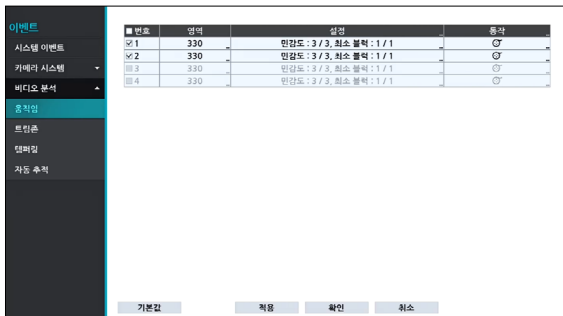 이벤트
시스템 이벤트
카메라 시스템
비디오 분석
움직임
트립존
탬퍼링
자동 추적
번호 영역 설정 동작
1 330 민감도 : 3 / 3, 최소 블럭 : 1 / 1
2 330 민감도 : 3 / 3, 최소 블럭 : 1 / 1
3 330 민감도 : 3 / 3, 최소 블럭 : 1 / 1
4 330 민감도 : 3 / 3, 최소 블럭 : 1 / 1
기본값 적용 확인 취소